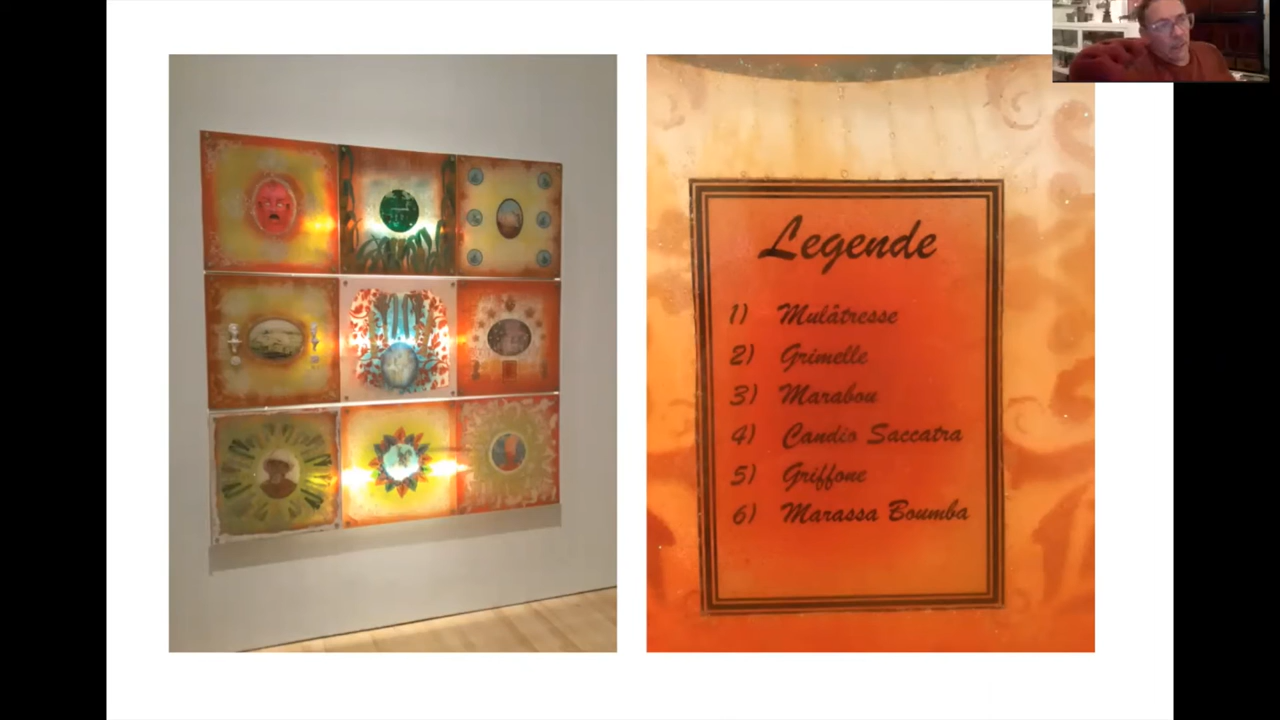 Legende
1) Mulâtresse
2) Grimelle
3) Marabou
4) Candio Saccatra
5) Griffone
6) Marassa Boumba